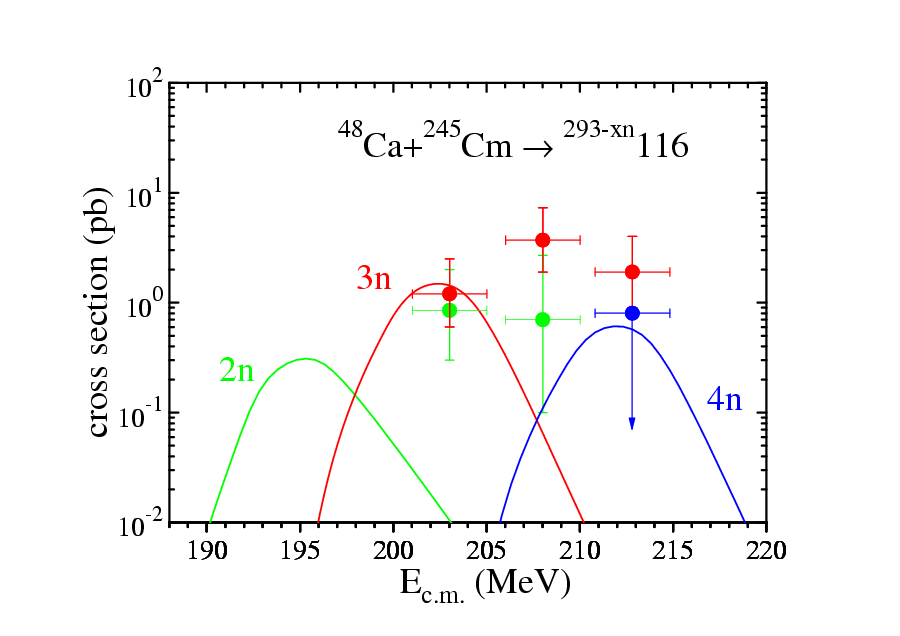 10²
⁴⁸Ca+²⁴⁵Cm → ²⁹³⁻ˣⁿ116
10¹
3n
10⁰
2n
4n
10⁻¹
10⁻²
cross section (pb)
190 195 200 205 210 215 220
E_c.m. (MeV)